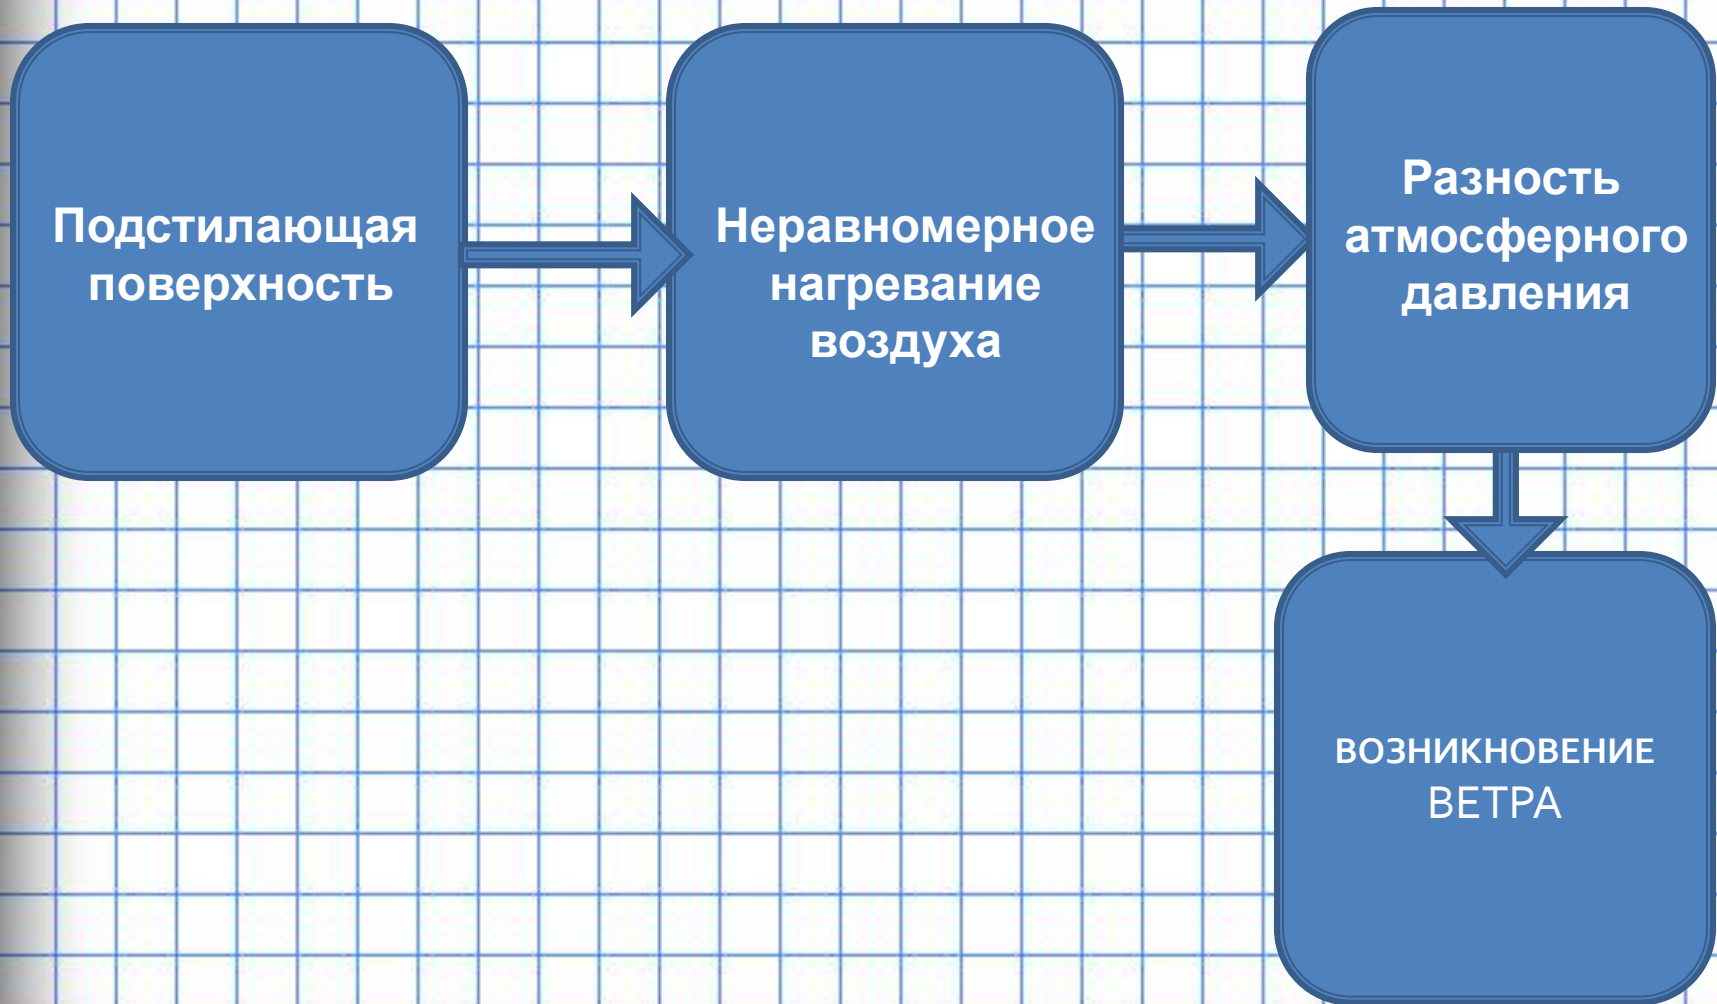 Подстилающая
поверхность
Неравномерное
нагревание
воздуха
Разность
атмосферного
давления
ВОЗНИКНОВЕНИЕ
ВЕТРА